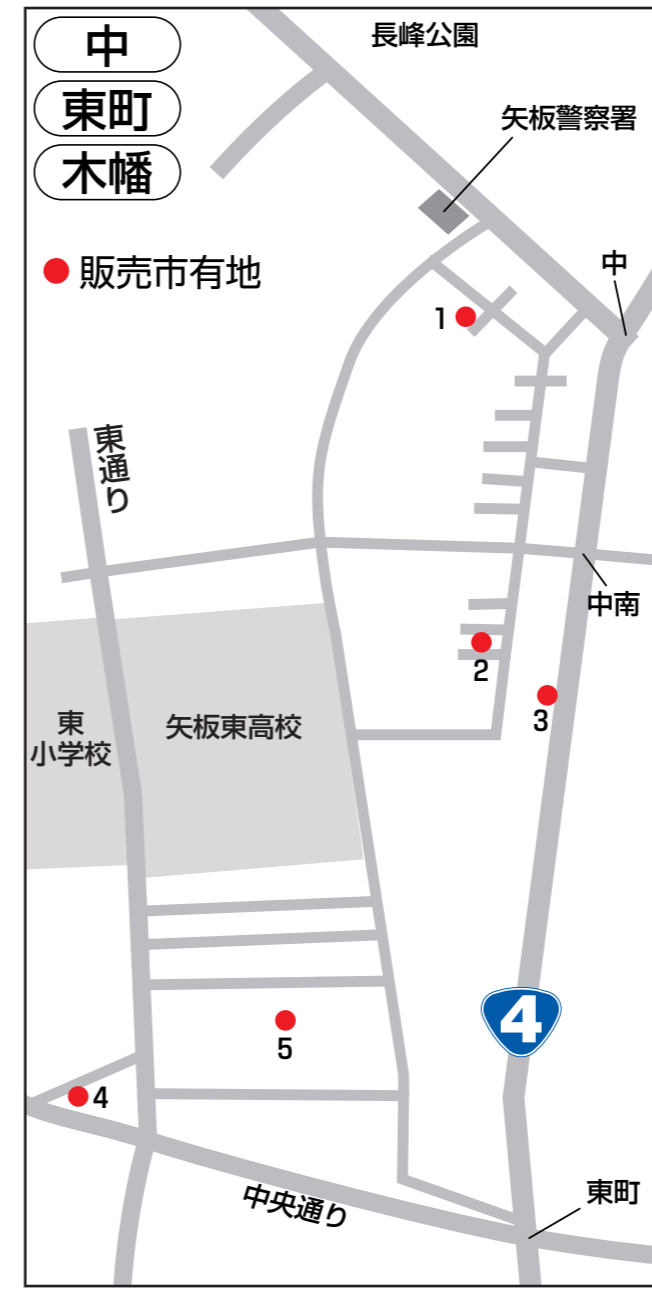 中
東町
木幡
長峰公園
矢板警察署
● 販売市有地
中
1
東通り
中南
2
3
東
小学校
矢板東高校
4
5
4
中央通り
東町